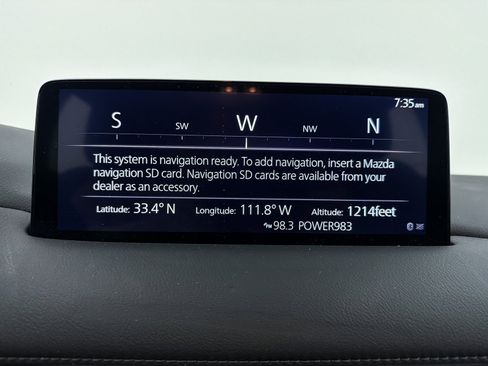 7:35am
S SW W NW N
This system is navigation ready. To add navigation, insert a Mazda
navigation SD card. Navigation SD cards are available from your
dealer as an accessory.
Latitude: 33.4° N Longitude: 111.8° W Altitude: 1214feet
FM 98.3 POWER983